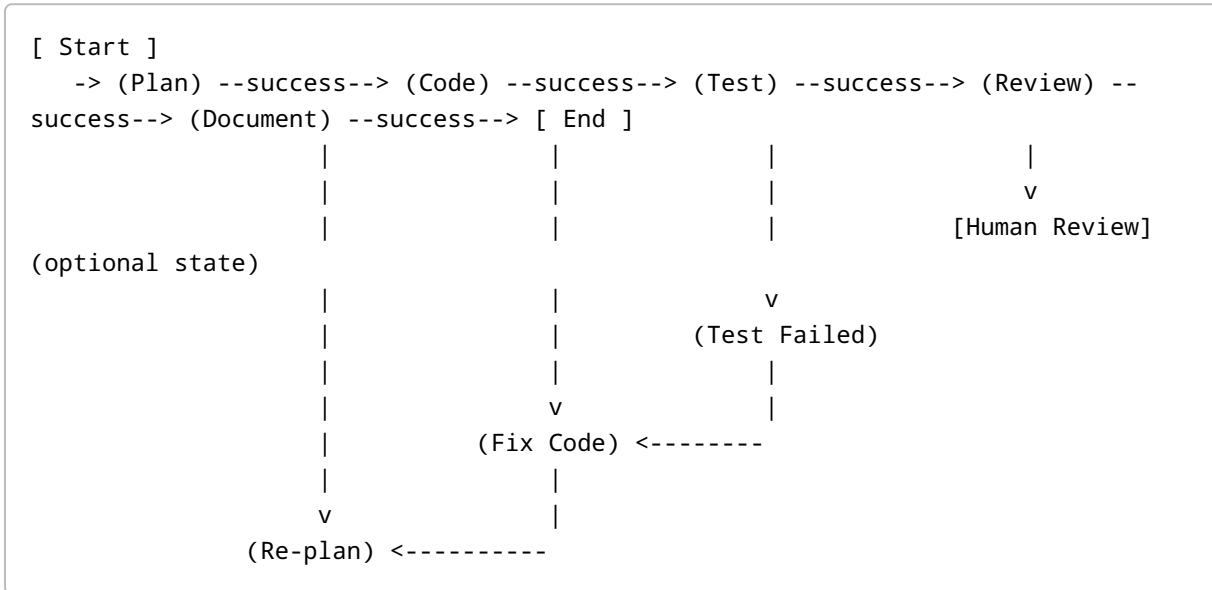 [ Start ]
-> (Plan) --success--> (Code) --success--> (Test) --success--> (Review) --
success--> (Document) --success--> [ End ]
| | | |
| | | v
| | | [Human Review]
(optional state)
| | v
| | (Test Failed)
| | |
| v |
| (Fix Code) <--------
| |
v |
(Re-plan) <----------